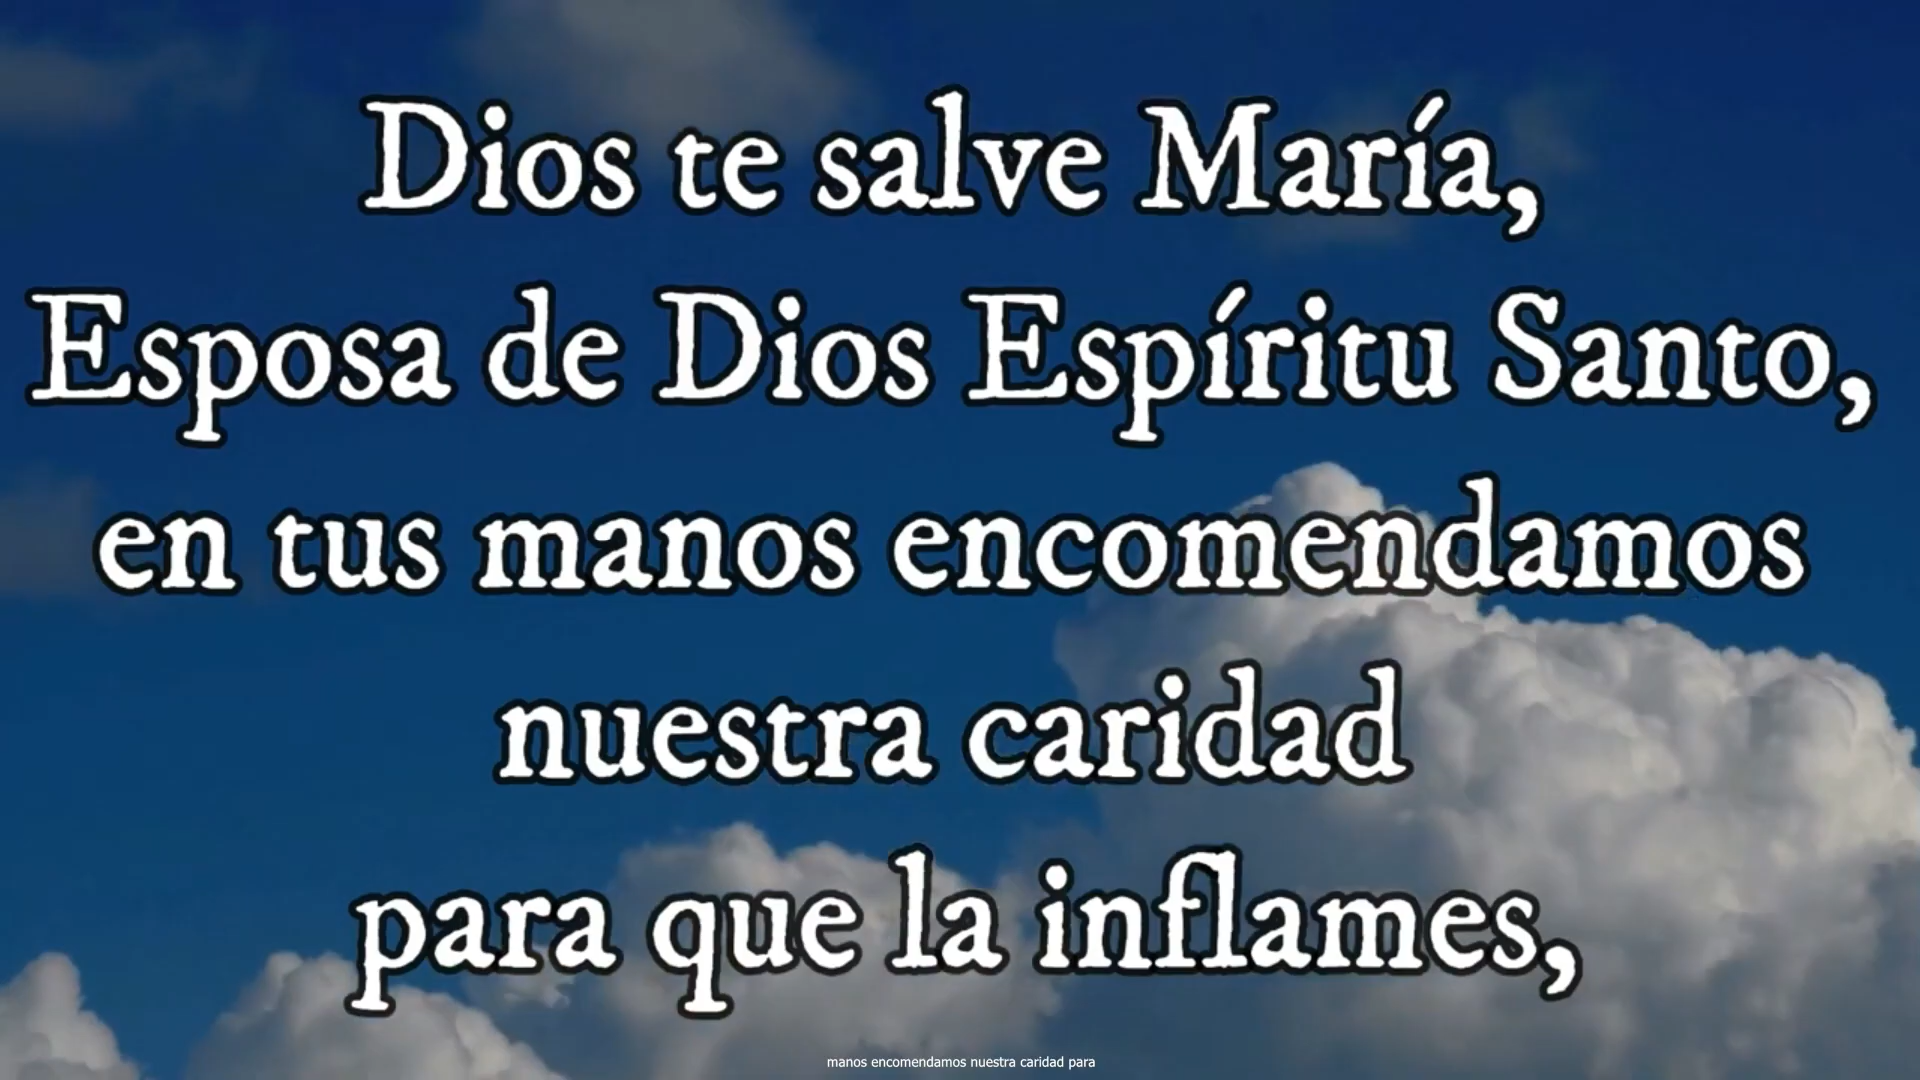 Dios te salve María,
Esposa de Dios Espíritu Santo,
en tus manos encomendamos
nuestra caridad
para que la inflames,
manos encomendamos nuestra caridad para